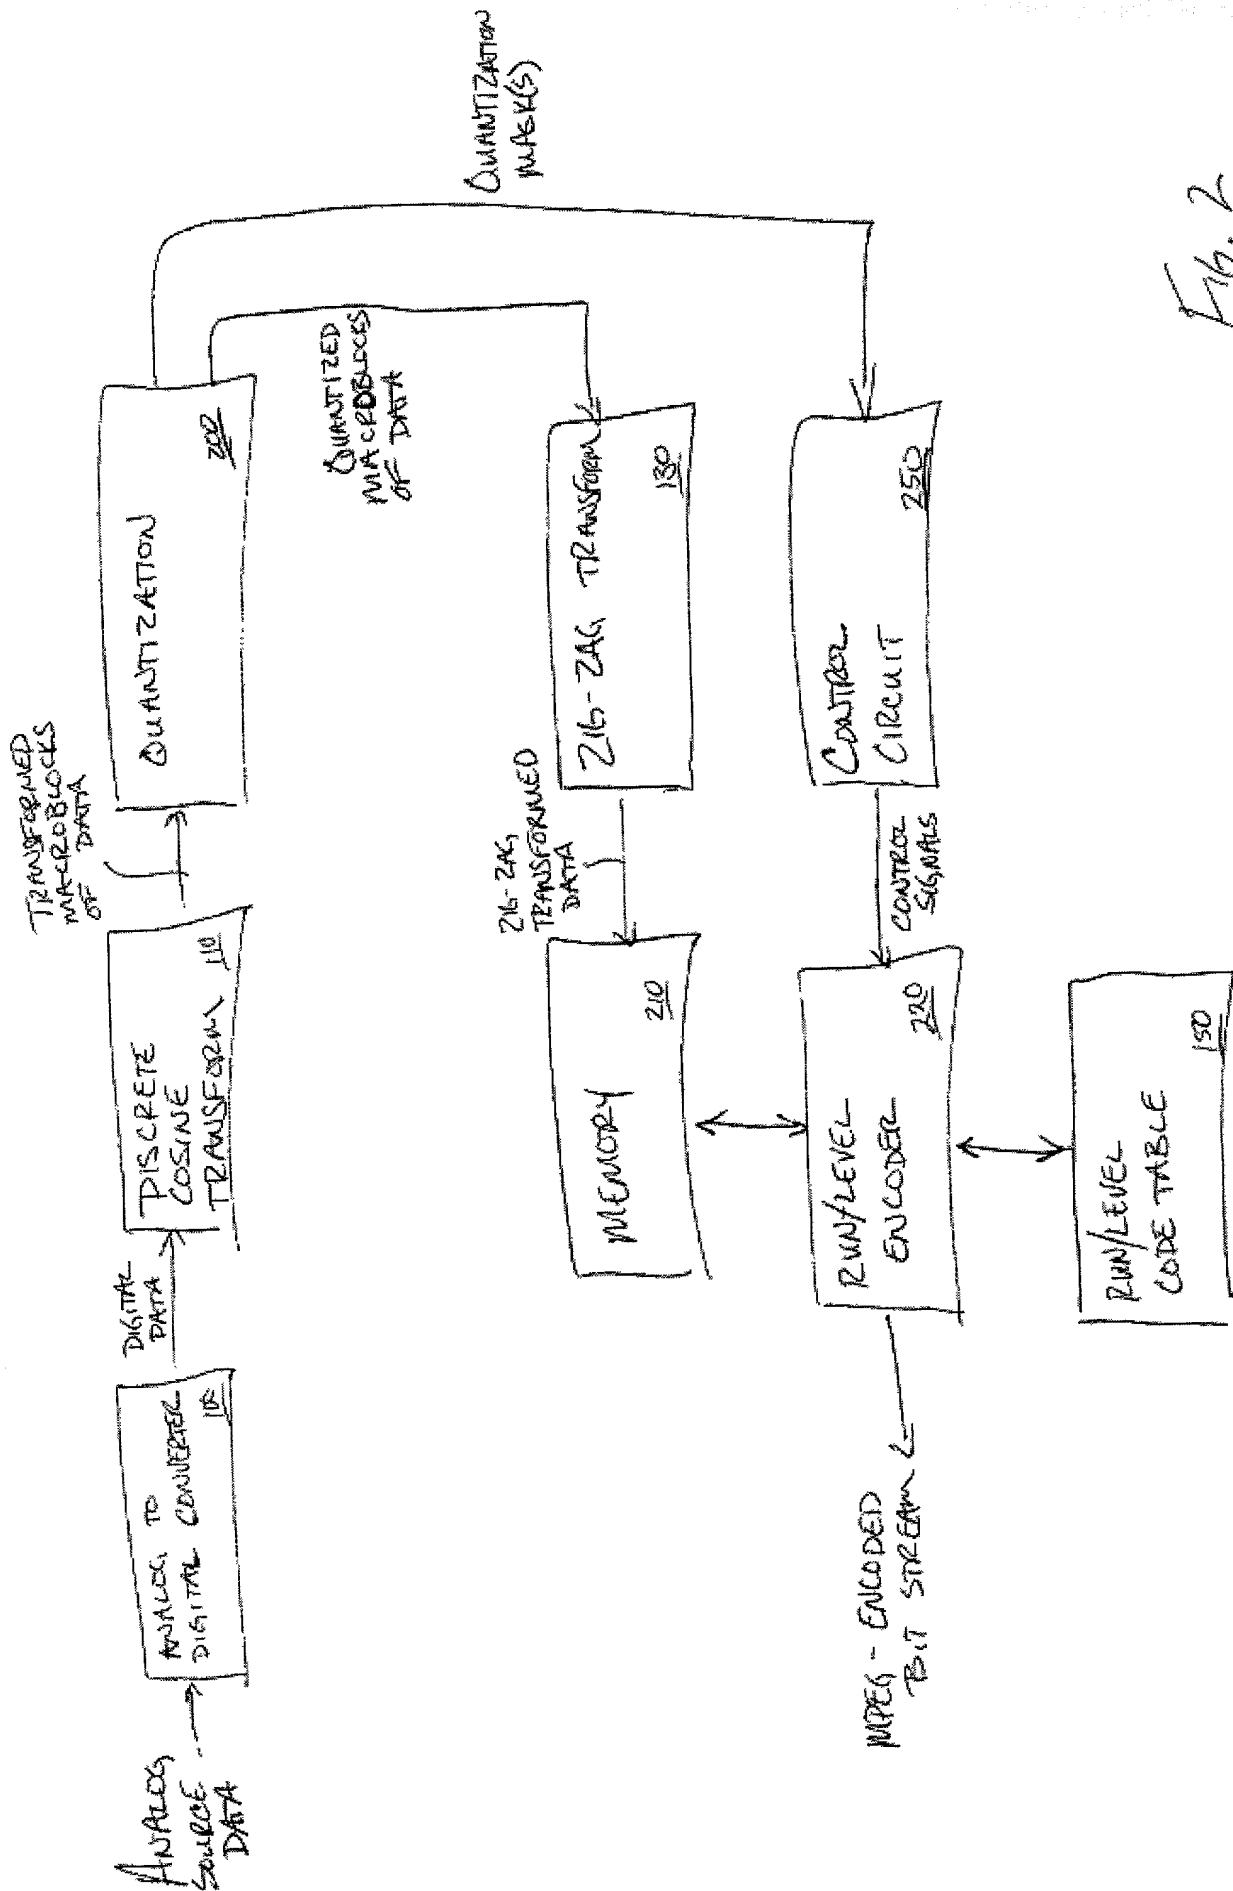 ANALOG
SOURCE
DATA
ANALOG TO
DIGITAL CONVERTER
100
DIGITAL
DATA
DISCRETE
COSINE
TRANSFORM
110
TRANSFORMED
MACROBLOCKS
OF DATA
QUANTIZATION
200
QUANTIZED
MACROBLOCKS
OF DATA
QUANTIZATION
MASK(S)
ZIG-ZAG TRANSFORM
130
ZIG-ZAG
TRANSFORMED
DATA
MEMORY
210
CONTROL
CIRCUIT
250
CONTROL
SIGNALS
RUN/LEVEL
ENCODER
220
MPEG-ENCODED
BIT STREAM
RUN/LEVEL
CODE TABLE
150
FIG. 2